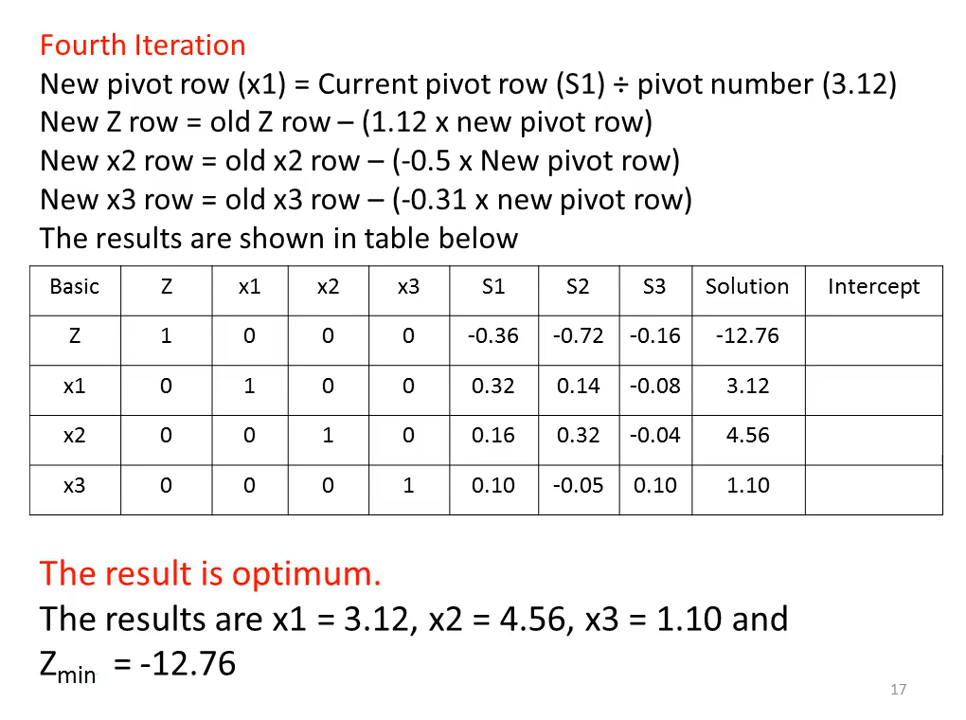 Fourth Iteration
New pivot row (x1) = Current pivot row (S1) ÷ pivot number (3.12)
New Z row = old Z row – (1.12 x new pivot row)
New x2 row = old x2 row – (-0.5 x New pivot row)
New x3 row = old x3 row – (-0.31 x new pivot row)
The results are shown in table below
Basic Z x1 x2 x3 S1 S2 S3 Solution Intercept
Z 1 0 0 0 -0.36 -0.72 -0.16 -12.76
x1 0 1 0 0 0.32 0.14 -0.08 3.12
x2 0 0 1 0 0.16 0.32 -0.04 4.56
x3 0 0 0 1 0.10 -0.05 0.10 1.10
The result is optimum.
The results are x1 = 3.12, x2 = 4.56, x3 = 1.10 and
Zmin = -12.76
17